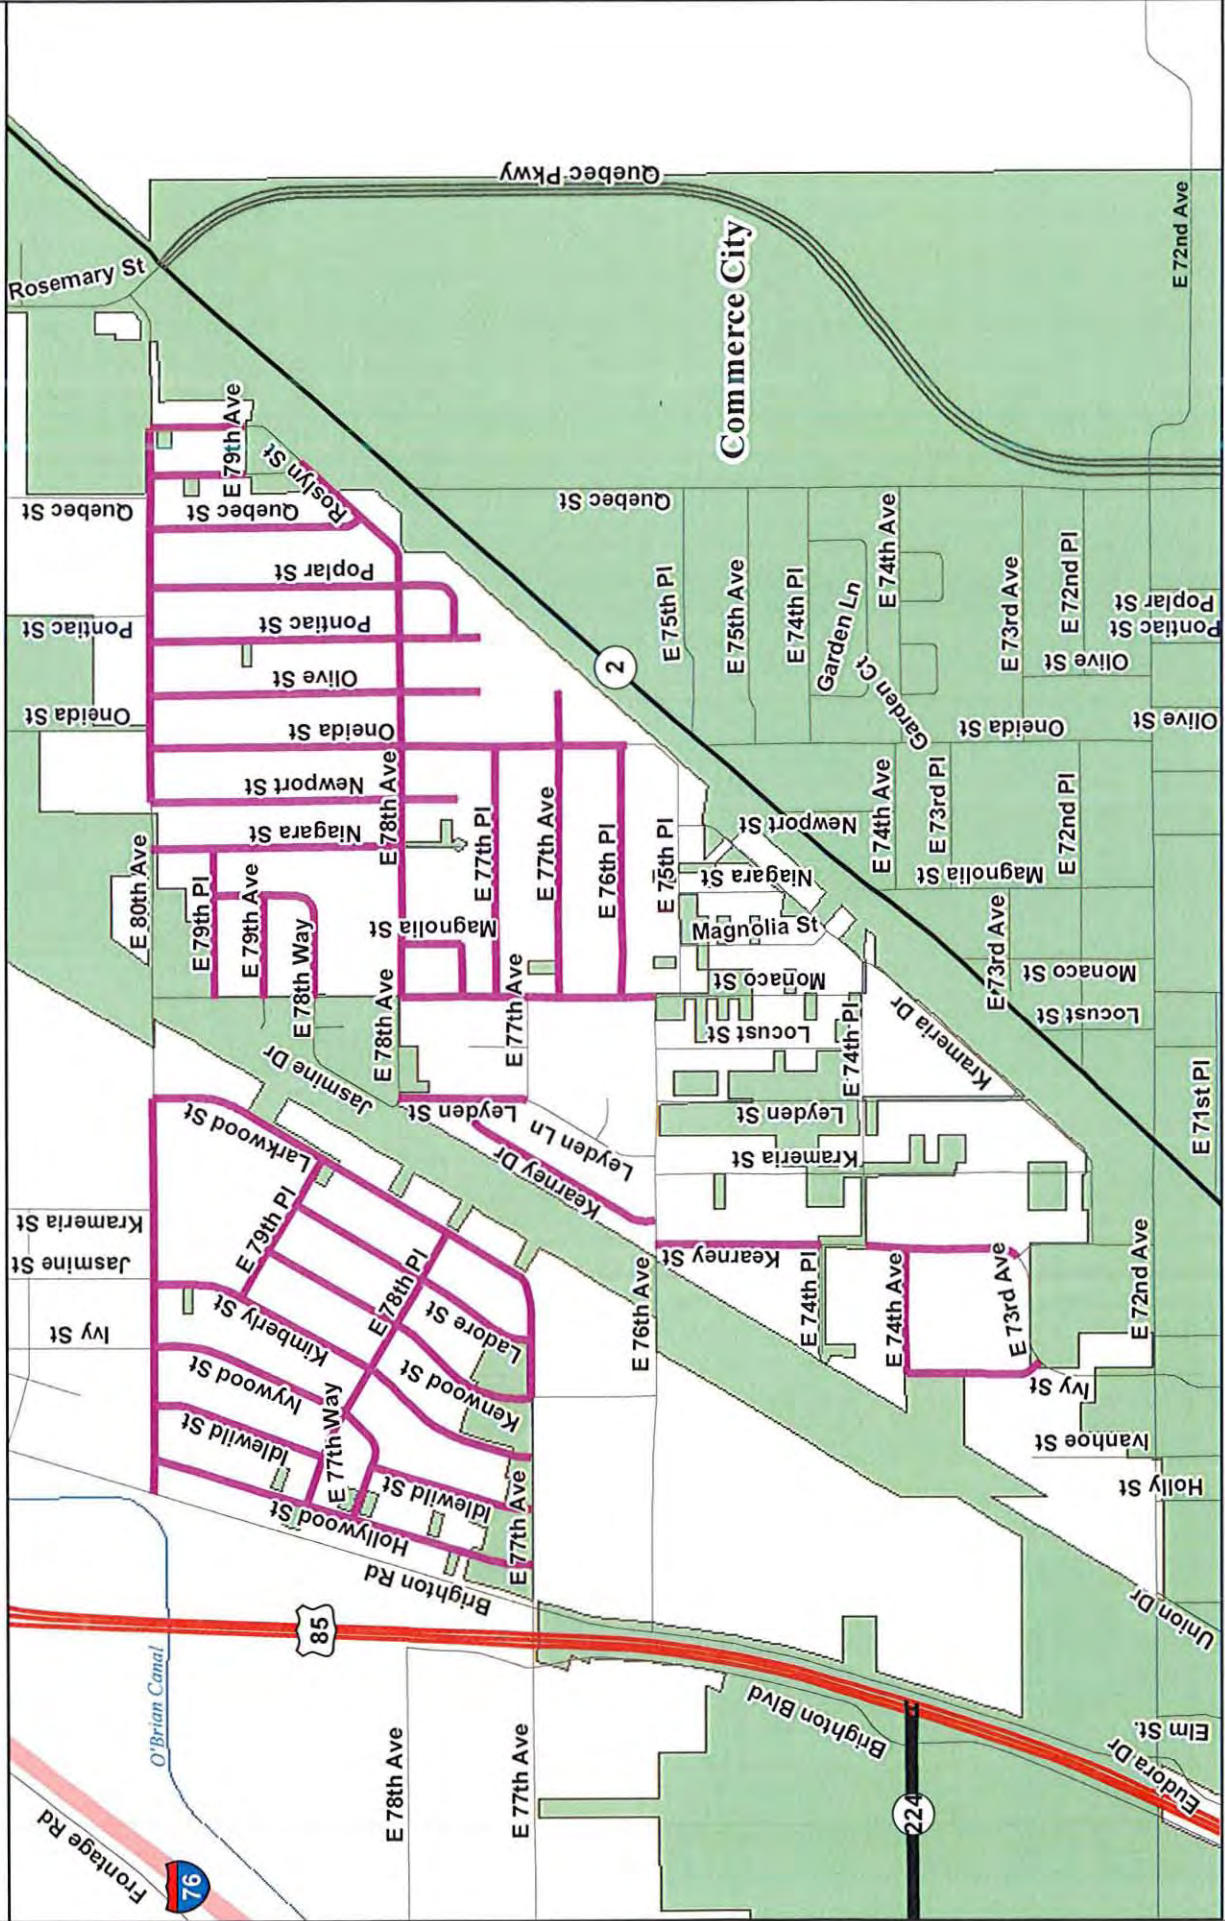 Quebec Pkwy
Rosemary St
E 72nd Ave
Commerce City
E 79th Ave
Roslyn St
Quebec St
Quebec St
Quebec St
E 74th Ave
Poplar St
E 75th Pl
E 75th Ave
E 74th Pl
Garden Ln
E 73rd Ave
E 72nd Pl
Poplar St
Pontiac St
Pontiac St
Pontiac St
Olive St
2
Garden Ct
Olive St
Oneida St
Oneida St
Oneida St
Olive St
Newport St
E 78th Ave
E 77th Pl
E 77th Ave
E 76th Pl
E 75th Pl
Newport St
E 74th Ave
E 73rd Pl
E 72nd Pl
Niagara St
E 80th Ave
E 79th Pl
E 79th Ave
E 78th Way
Magnolia St
Niagara St
Magnolia St
Magnolia St
E 78th Ave
E 77th Ave
Monaco St
E 73rd Ave
Monaco St
Locust St
Locust St
E 74th Pl
Krameria Dr
Jasmine Dr
Leyden St
Leyden Ln
Leyden St
E 71st Pl
Larkwood St
Kearney Dr
Krameria St
Krameria St
Jasmine St
E 79th Pl
E 78th Pl
Kearney St
E 76th Ave
E 74th Pl
E 74th Ave
E 73rd Ave
E 72nd Ave
Ivy St
Kimberly St
Ladore St
Ivywood St
Kenwood St
Ivy St
Idlewild St
E 77th Way
Idlewild St
Ivanhoe St
Holly St
Hollywood St
E 77th Ave
Brighton Rd
85
Union Dr
O'Brian Canal
Brighton Blvd
Elm St.
Eudora Dr
E 78th Ave
E 77th Ave
224
Frontage Rd
76